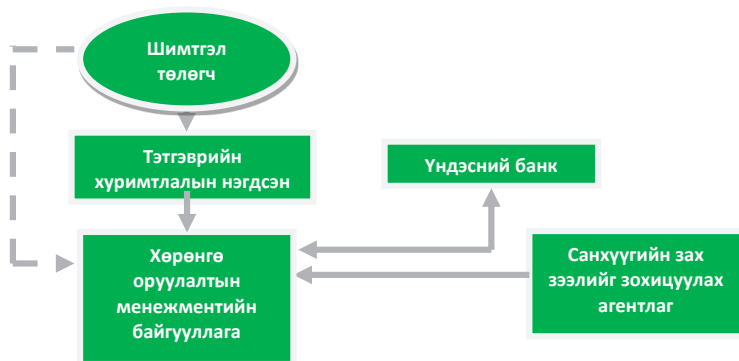 Шимтгэл
төлөгч
Тэтгэврийн
хуримтлалын нэгдсэн
Үндэсний банк
Хөрөнгө
оруулалтын
менежментийн
байгууллага
Санхүүгийн зах
зээлийг зохицуулах
агентлаг